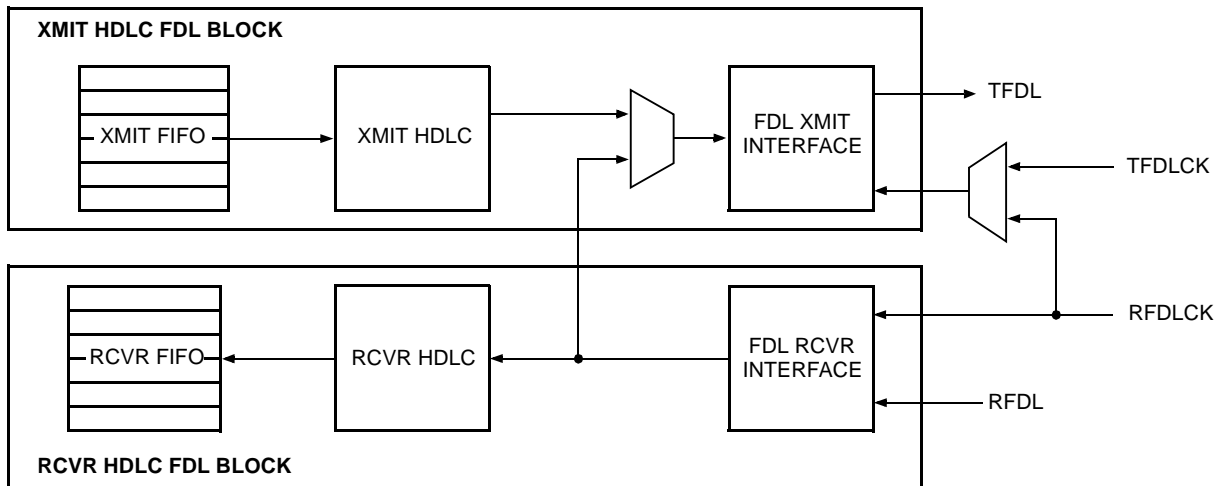 XMIT HDLC FDL BLOCK
XMIT FIFO
XMIT HDLC
FDL XMIT
INTERFACE
TFDL
TFDLCK
RFDLCK
RCVR FIFO
RCVR HDLC
FDL RCVR
INTERFACE
RFDL
RCVR HDLC FDL BLOCK